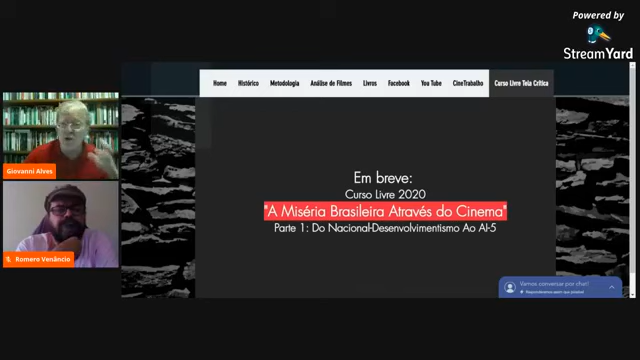 Powered by
StreamYard
Home Histórico Metodologia Análise de Filmes Livros Facebook You Tube CineTrabalho Curso Livre Tela Crítica
Giovanni Alves
Romero Venâncio
Em breve:
Curso Livre 2020
"A Miséria Brasileira Através do Cinema"
Parte 1: Do Nacional-Desenvolvimentismo Ao AI-5
Vamos conversar por chat!